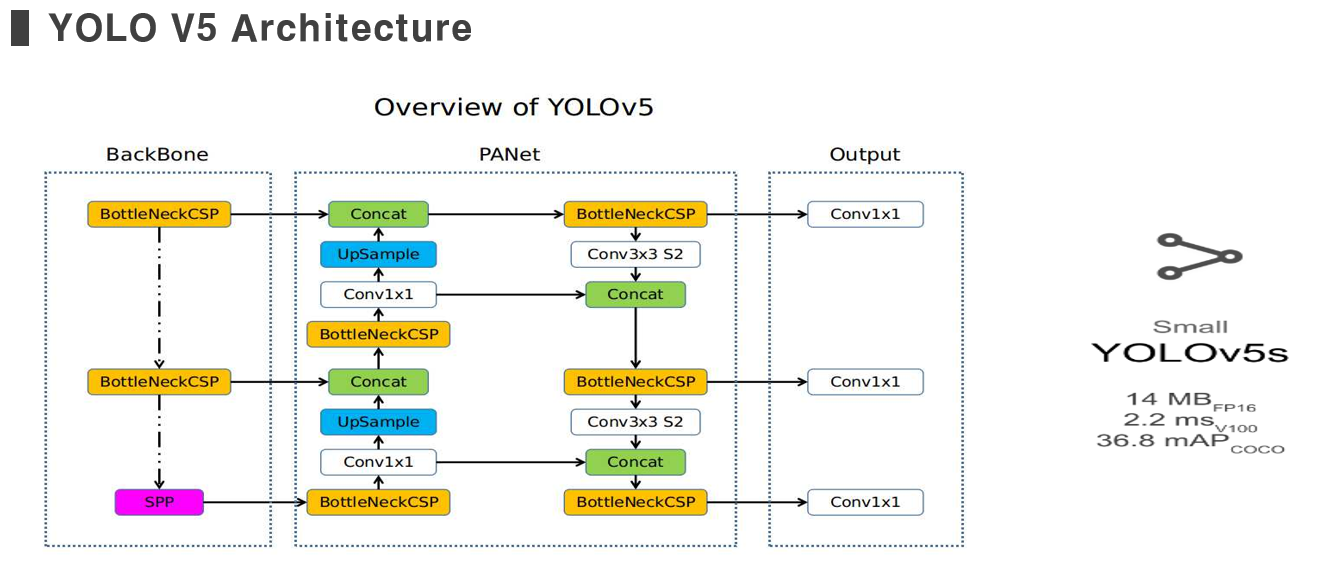 YOLO V5 Architecture
Overview of YOLOv5
BackBone
PANet
Output
BottleNeckCSP
Concat
BottleNeckCSP
Conv1x1
UpSample
Conv3x3 S2
Conv1x1
Concat
BottleNeckCSP
BottleNeckCSP
Concat
BottleNeckCSP
Conv1x1
UpSample
Conv3x3 S2
Conv1x1
Concat
SPP
BottleNeckCSP
BottleNeckCSP
Conv1x1
Small
YOLOv5s
14 MB FP16
2.2 ms V100
36.8 mAP COCO